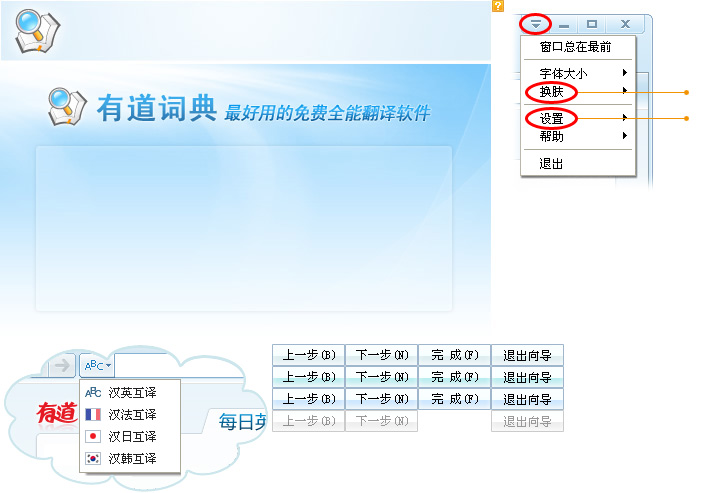 ?
窗口总在最前
字体大小
换肤
设置
帮助
退出
有道词典 最好用的免费全能翻译软件
ABC
汉英互译
汉法互译
汉日互译
汉韩互译
有道
每日英
上一步(B) 下一步(N) 完 成(F) 退出向导
上一步(B) 下一步(N) 完 成(F) 退出向导
上一步(B) 下一步(N) 完 成(F) 退出向导
上一步(B) 下一步(N) 退出向导